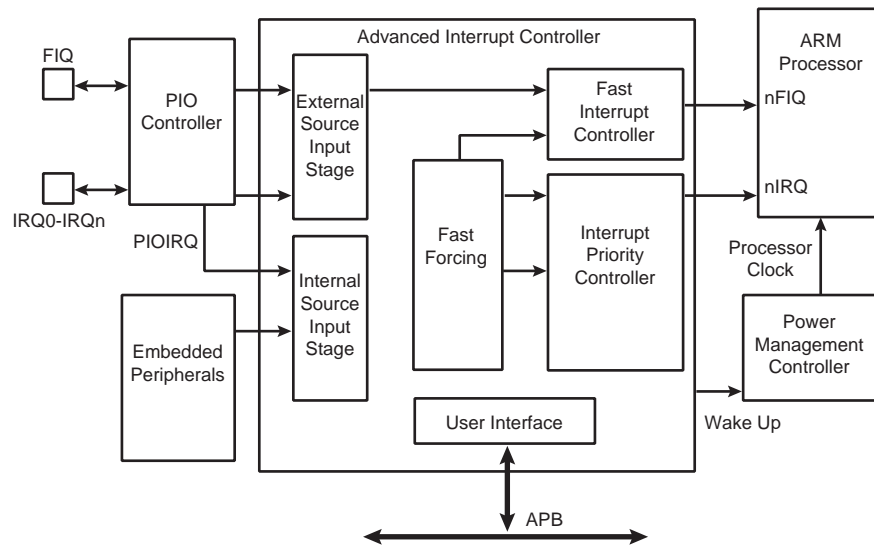 Advanced Interrupt Controller
FIQ
PIO
Controller
IRQ0-IRQn
PIOIRQ
Embedded
Peripherals
External
Source
Input
Stage
Internal
Source
Input
Stage
Fast
Forcing
Fast
Interrupt
Controller
Interrupt
Priority
Controller
User Interface
APB
ARM
Processor
nFIQ
nIRQ
Processor
Clock
Power
Management
Controller
Wake Up